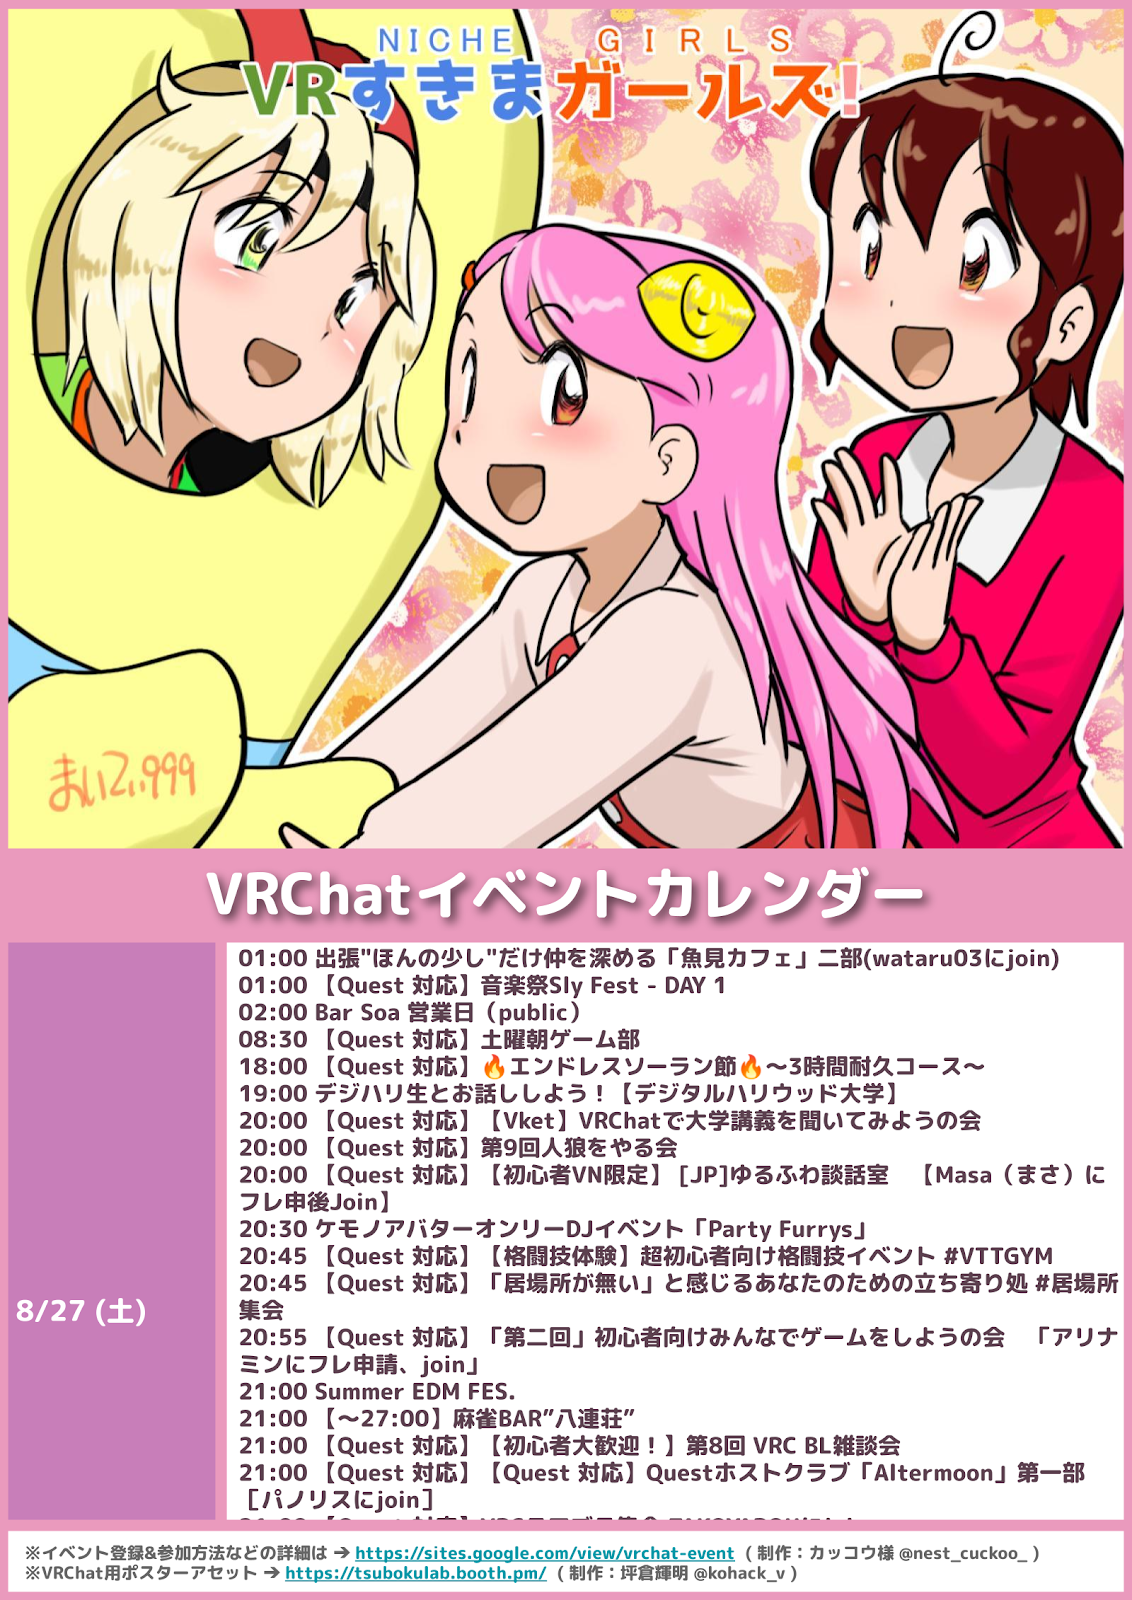 NICHE GIRLS
VRすきまガールズ!
まいてい999
VRChatイベントカレンダー
8/27 (土)
01:00 出張"ほんの少し"だけ仲を深める「魚見カフェ」二部(wataru03にjoin)
01:00 【Quest 対応】音楽祭Sly Fest - DAY 1
02:00 Bar Soa 営業日（public）
08:30 【Quest 対応】土曜朝ゲーム部
18:00 【Quest 対応】🔥エンドレスソーラン節🔥～3時間耐久コース～
19:00 デジハリ生とお話ししよう！【デジタルハリウッド大学】
20:00 【Quest 対応】【Vket】VRChatで大学講義を聞いてみようの会
20:00 【Quest 対応】第9回人狼をやる会
20:00 【Quest 対応】【初心者VN限定】 [JP]ゆるふわ談話室　【Masa（まさ）に
フレ申後Join】
20:30 ケモノアバターオンリーDJイベント「Party Furrys」
20:45 【Quest 対応】【格闘技体験】超初心者向け格闘技イベント #VTTGYM
20:45 【Quest 対応】「居場所が無い」と感じるあなたのための立ち寄り処 #居場所
集会
20:55 【Quest 対応】「第二回」初心者向けみんなでゲームをしようの会　「アリナ
ミンにフレ申請、join」
21:00 Summer EDM FES.
21:00 【～27:00】麻雀BAR”八連荘”
21:00 【Quest 対応】【初心者大歓迎！】第8回 VRC BL雑談会
21:00 【Quest 対応】【Quest 対応】Questホストクラブ「Altermoon」第一部
［パノリスにjoin］
※イベント登録&参加方法などの詳細は → https://sites.google.com/view/vrchat-event ( 制作：カッコウ様 @nest_cuckoo_ )
※VRChat用ポスターアセット → https://tsubokulab.booth.pm/ ( 制作：坪倉輝明 @kohack_v )